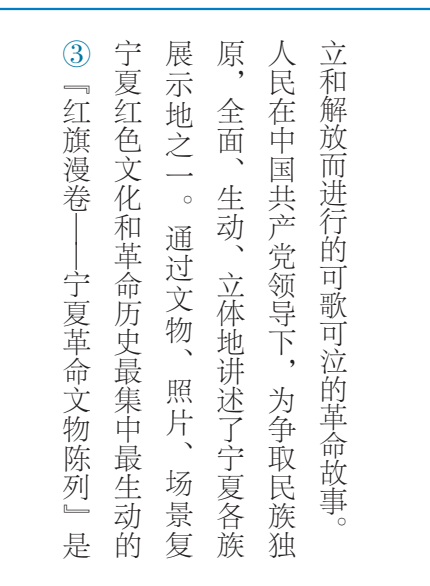 ③『红旗漫卷——宁夏革命文物陈列』是
宁夏红色文化和革命历史最集中最生动的
展示地之一。通过文物、照片、场景复
原，全面、生动、立体地讲述了宁夏各族
人民在中国共产党领导下，为争取民族独
立和解放而进行的可歌可泣的革命故事。